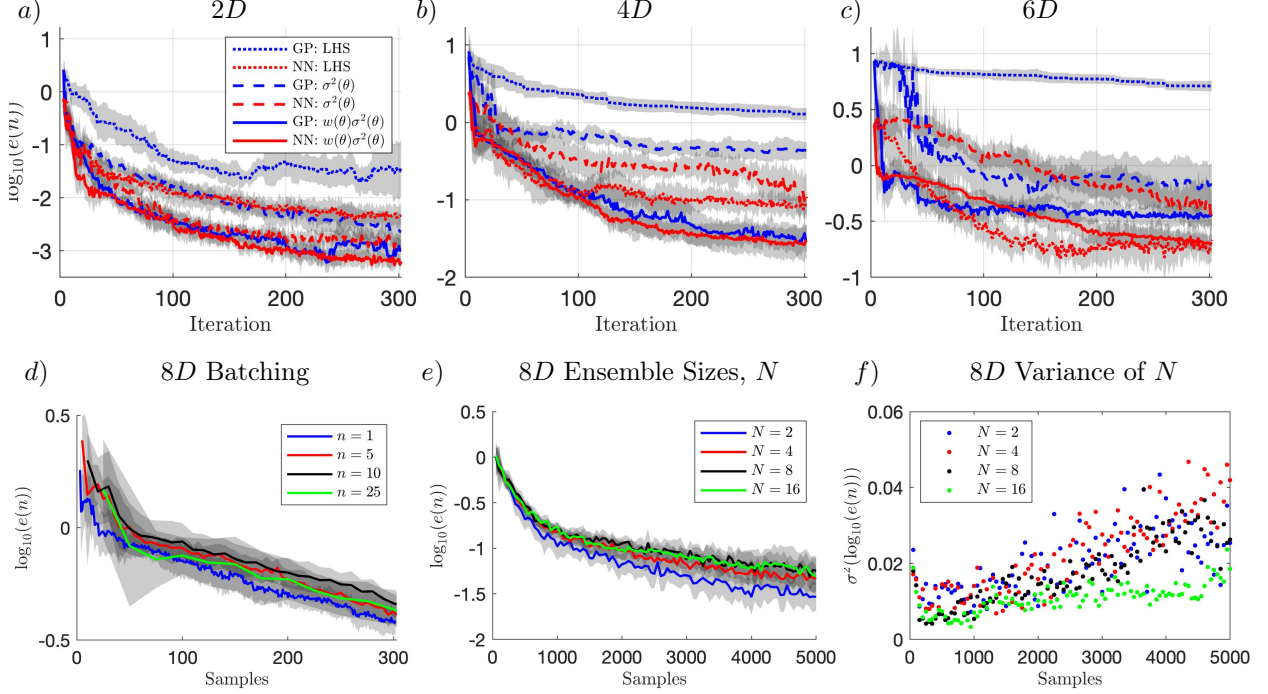 a) 2D
b) 4D
c) 6D
log₁₀(e(n))
1
0
-1
-2
-3
0 100 200 300
Iteration
GP: LHS
NN: LHS
GP: σ²(θ)
NN: σ²(θ)
GP: w(θ)σ²(θ)
NN: w(θ)σ²(θ)
1
0
-1
-2
0 100 200 300
Iteration
1
0.5
0
-0.5
-1
0 100 200 300
Iteration
d) 8D Batching
log₁₀(e(n))
0.5
0
-0.5
0 100 200 300
Samples
n = 1
n = 5
n = 10
n = 25
e) 8D Ensemble Sizes, N
log₁₀(e(n))
0.5
0
-0.5
-1.0
-1.5
-2
0 1000 2000 3000 4000 5000
Samples
N = 2
N = 4
N = 8
N = 16
f) 8D Variance of N
σ²(log₁₀(e(n)))
0.06
0.04
0.02
0
0 1000 2000 3000 4000 5000
Samples
N = 2
N = 4
N = 8
N = 16